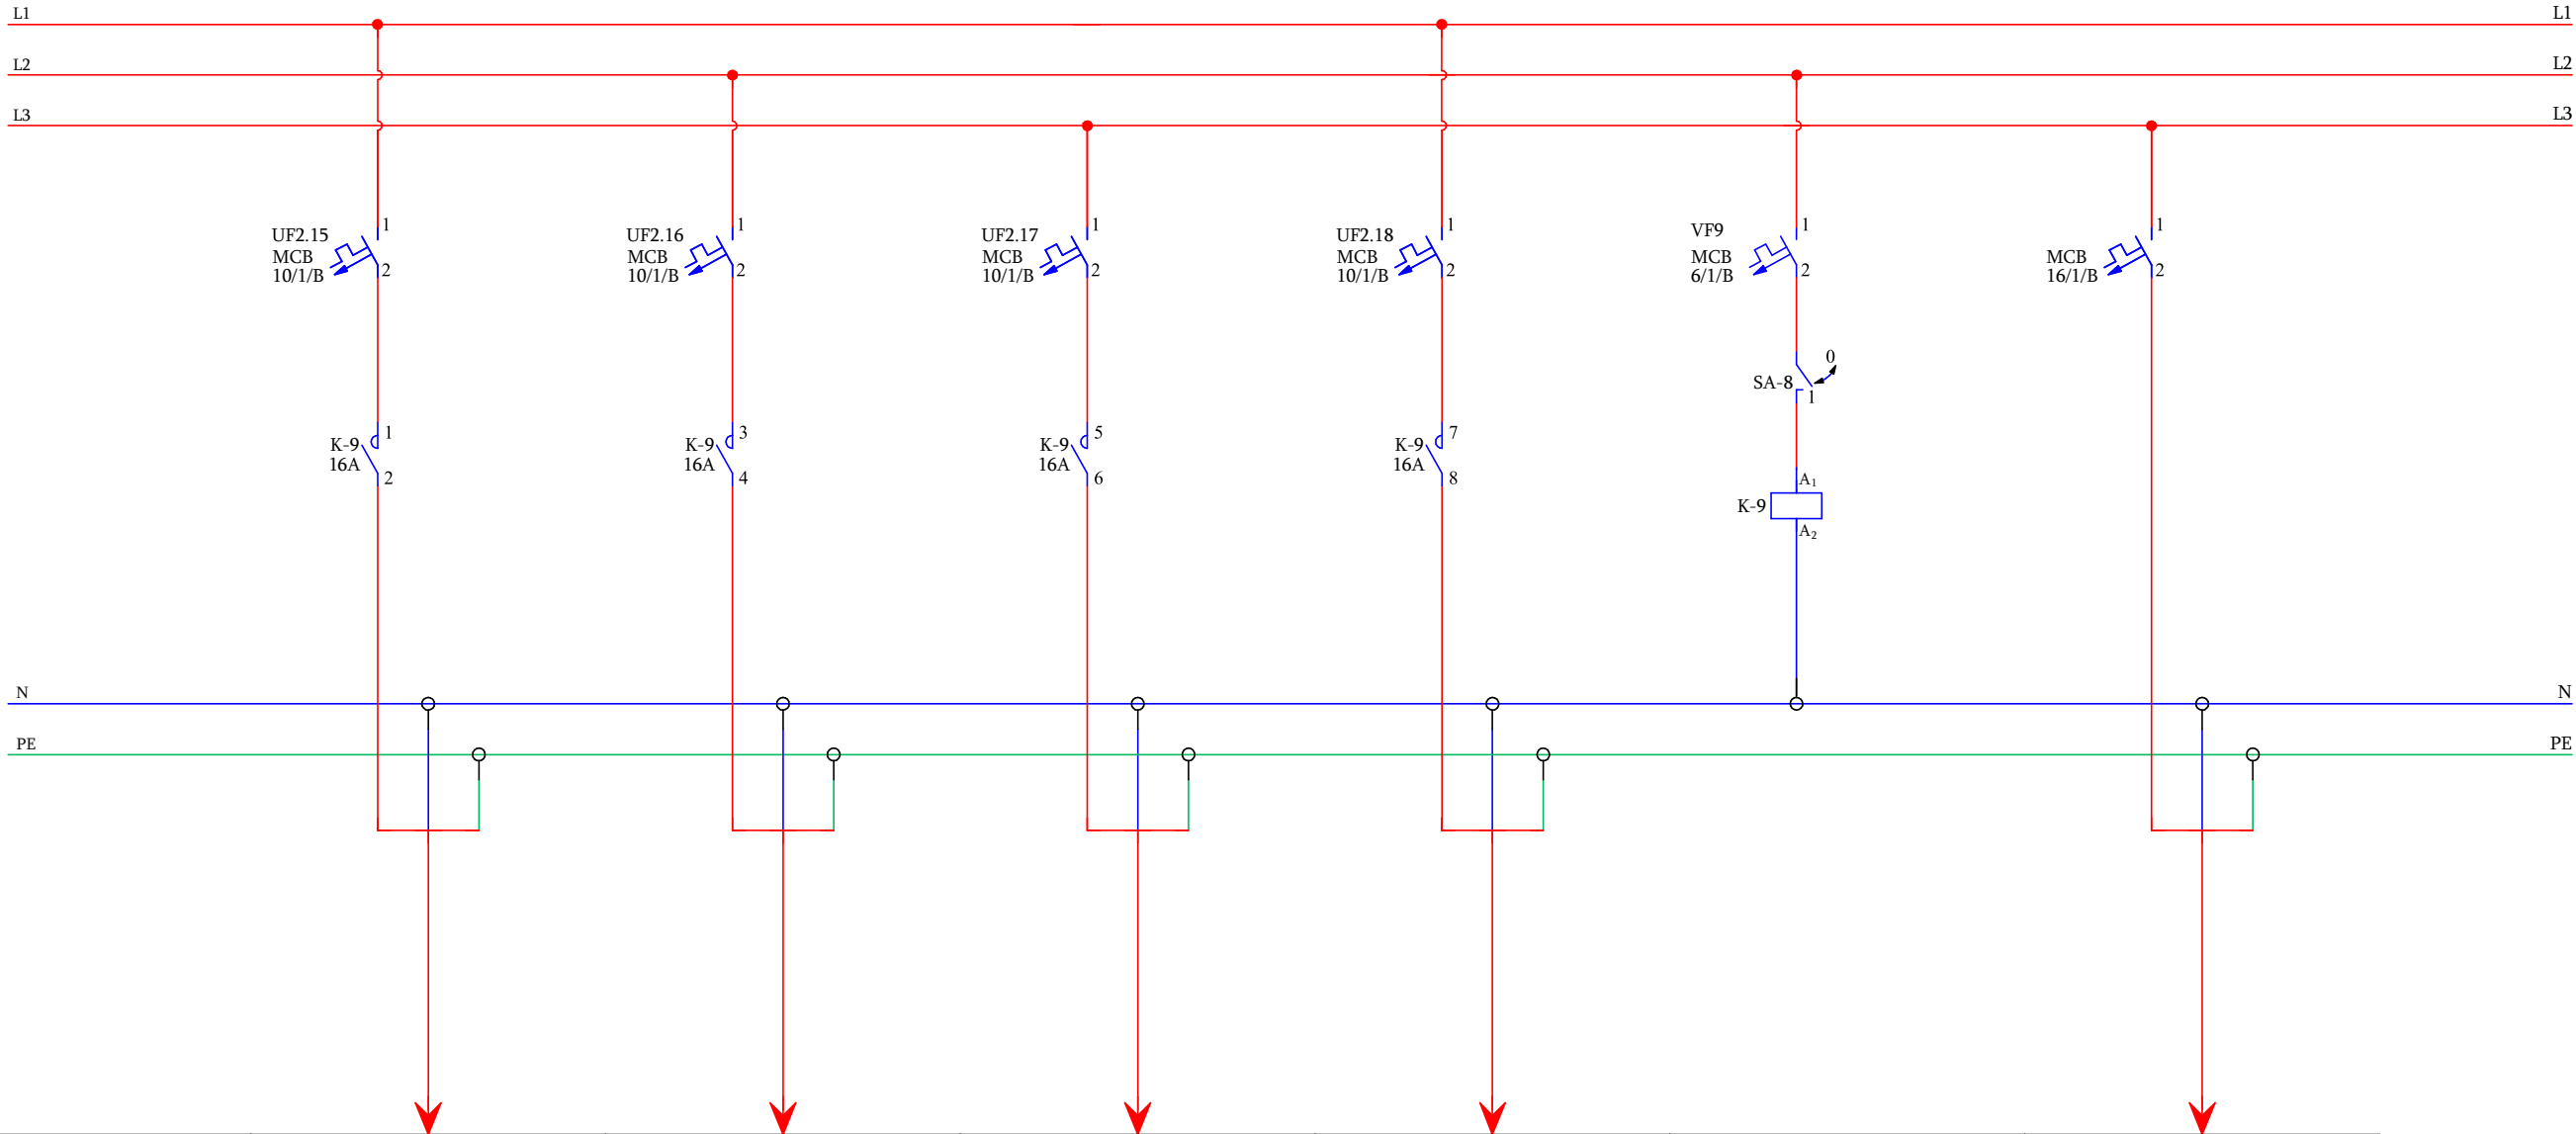 L1
L1
L2
L2
L3
L3
UF2.15
MCB
10/1/B
1
2
UF2.16
MCB
10/1/B
1
2
UF2.17
MCB
10/1/B
1
2
UF2.18
MCB
10/1/B
1
2
VF9
MCB
6/1/B
1
2
MCB
16/1/B
1
2
SA-8
0
1
K-9
16A
1
2
K-9
16A
3
4
K-9
16A
5
6
K-9
16A
7
8
K-9
A₁
A₂
N
N
PE
PE